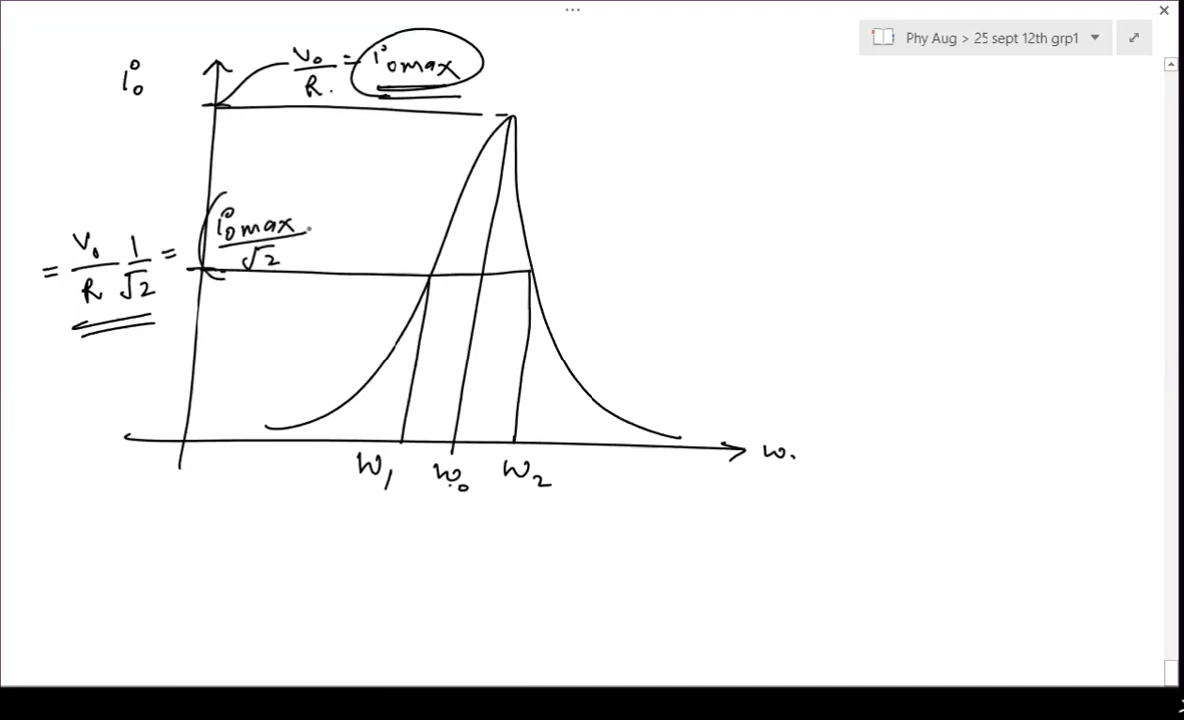 Phy Aug > 25 sept 12th grp1
i₀
V₀/R. = i₀max
= V₀/R 1/√2 = i₀max/√2
ω₁ ω₀ ω₂
ω.